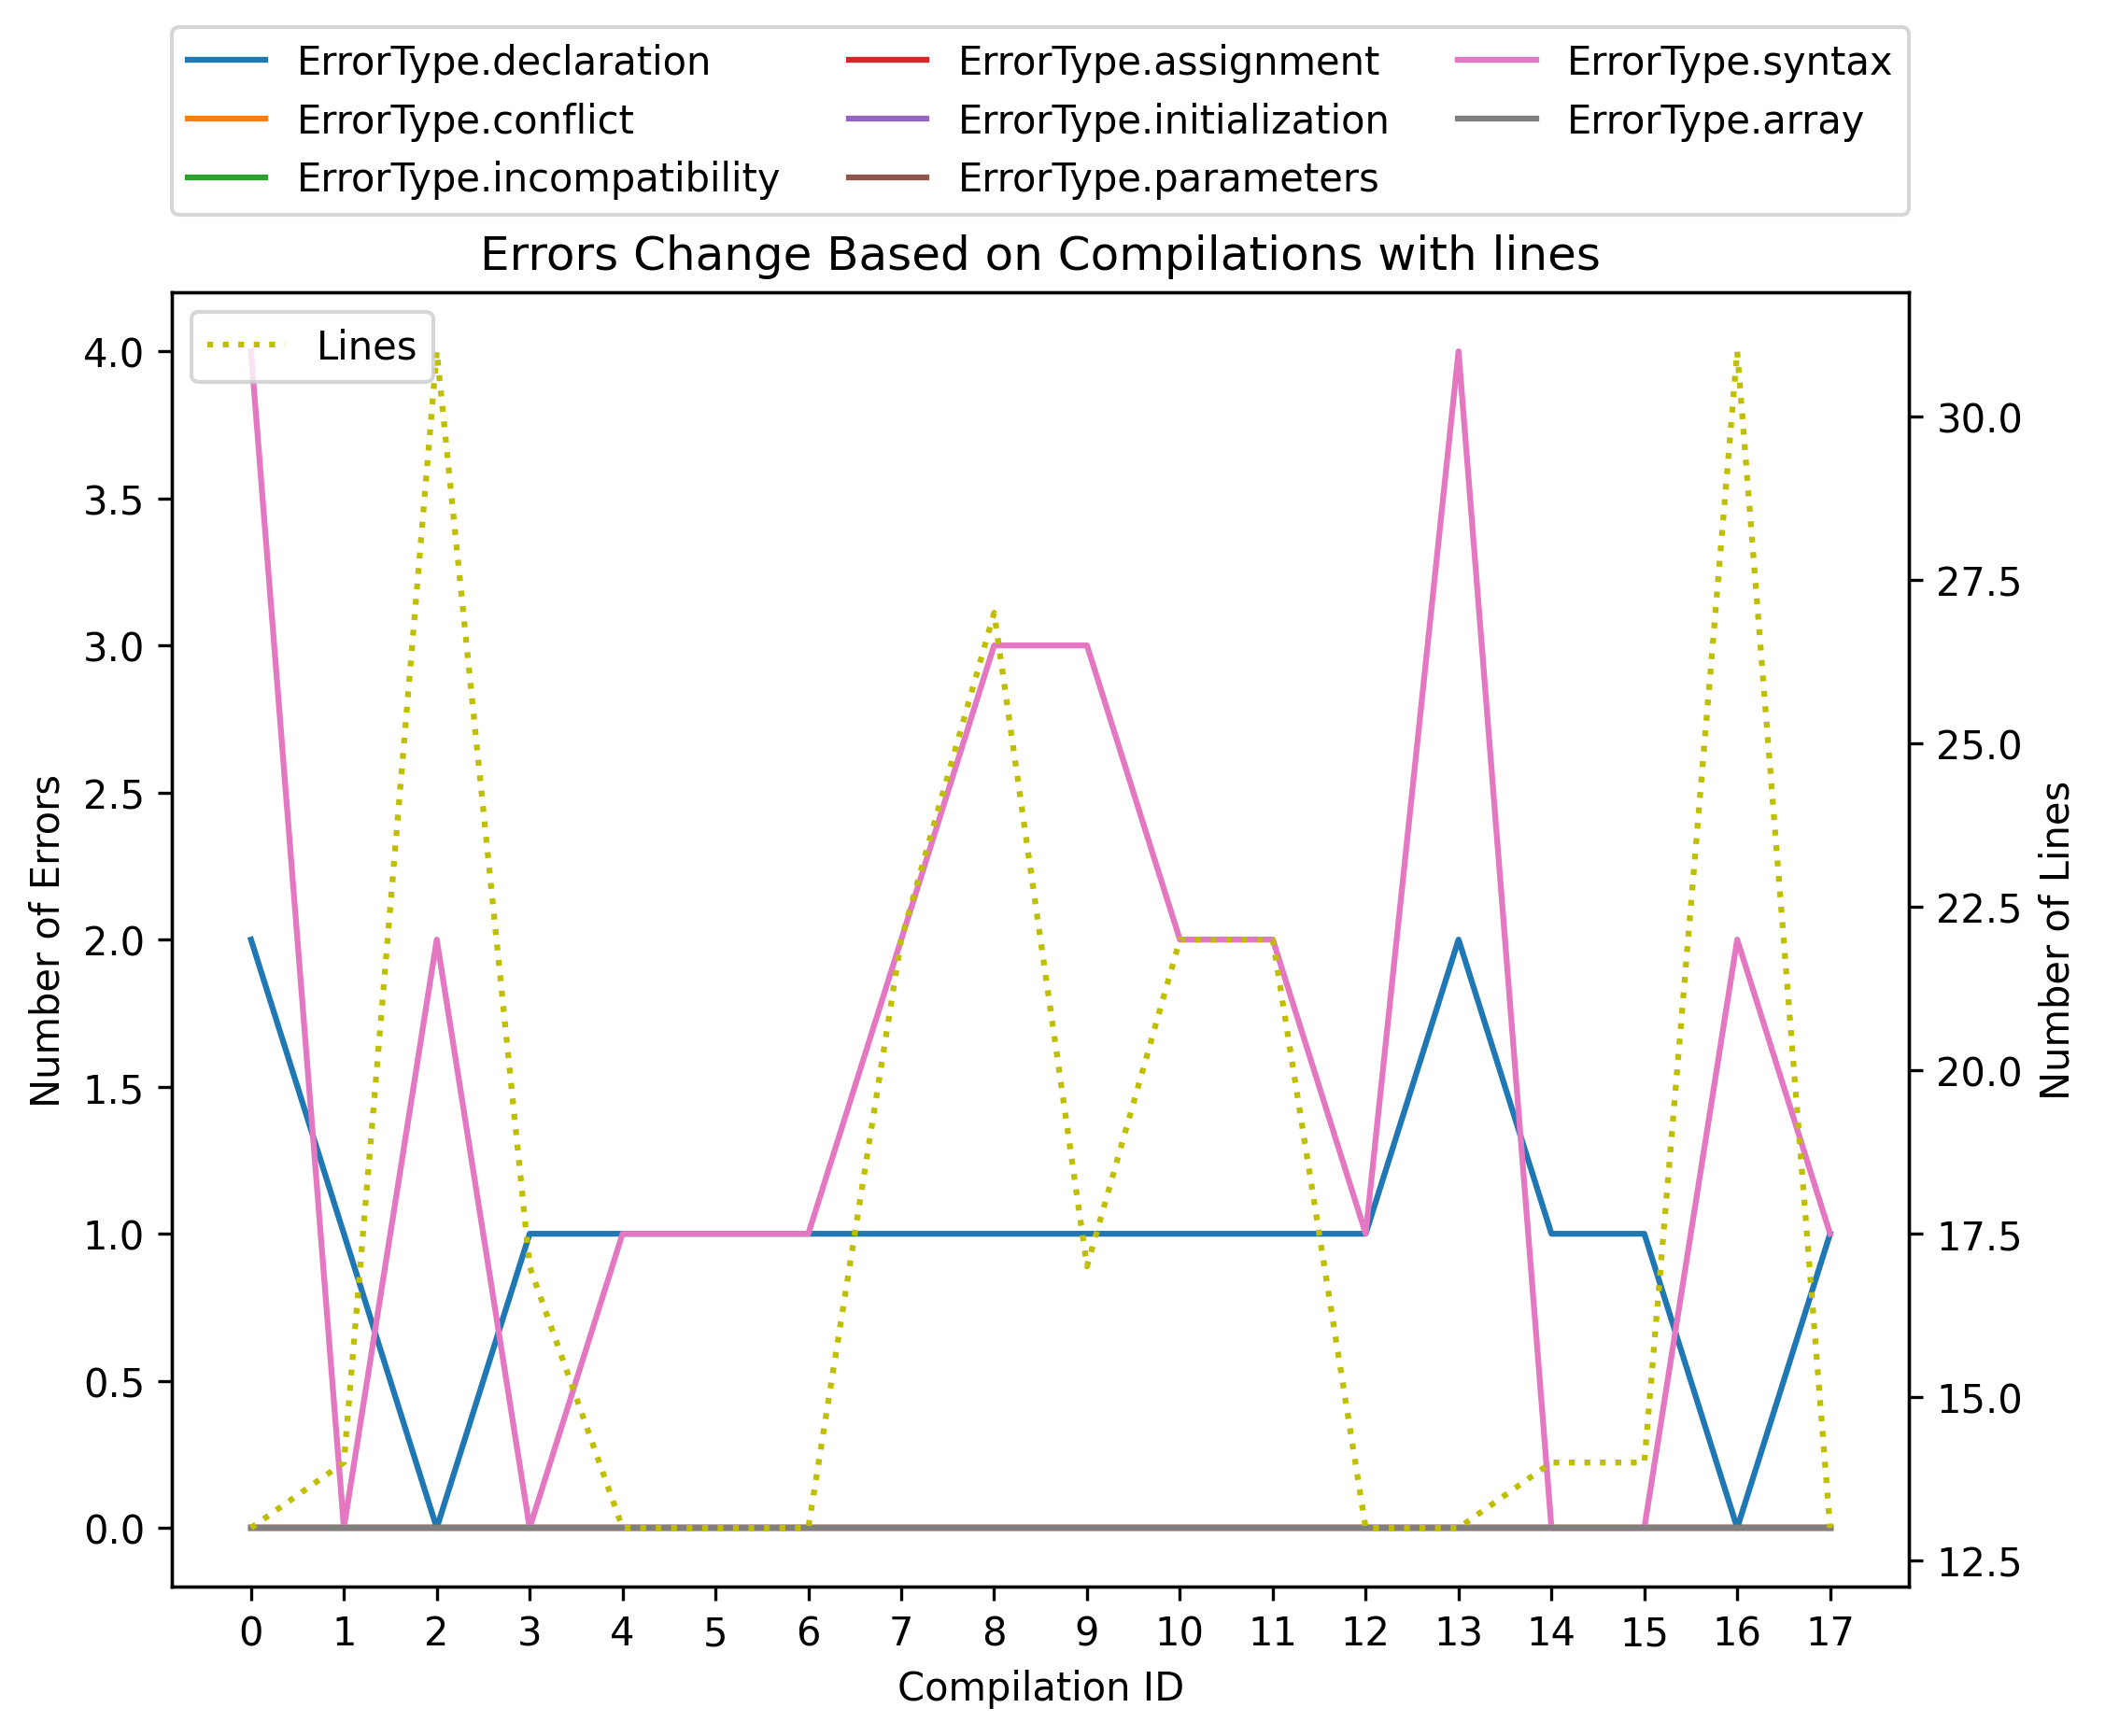 ErrorType.declaration
ErrorType.conflict
ErrorType.incompatibility
ErrorType.assignment
ErrorType.initialization
ErrorType.parameters
ErrorType.syntax
ErrorType.array
Errors Change Based on Compilations with lines
Lines
Number of Errors
4.0
3.5
3.0
2.5
2.0
1.5
1.0
0.5
0.0
30.0
27.5
25.0
22.5
20.0
17.5
15.0
12.5
Number of Lines
0 1 2 3 4 5 6 7 8 9 10 11 12 13 14 15 16 17
Compilation ID